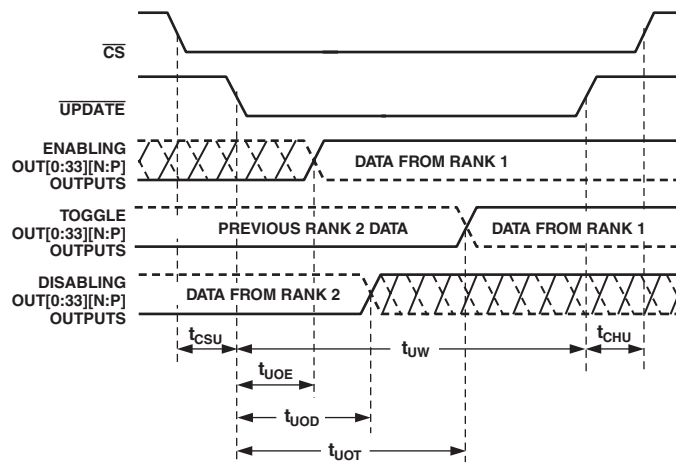 CS
UPDATE
ENABLING
OUT[0:33][N:P]
OUTPUTS
DATA FROM RANK 1
TOGGLE
OUT[0:33][N:P]
OUTPUTS
PREVIOUS RANK 2 DATA
DATA FROM RANK 1
DISABLING
OUT[0:33][N:P]
OUTPUTS
DATA FROM RANK 2
tCSU
tUW
tCHU
tUOE
tUOD
tUOT